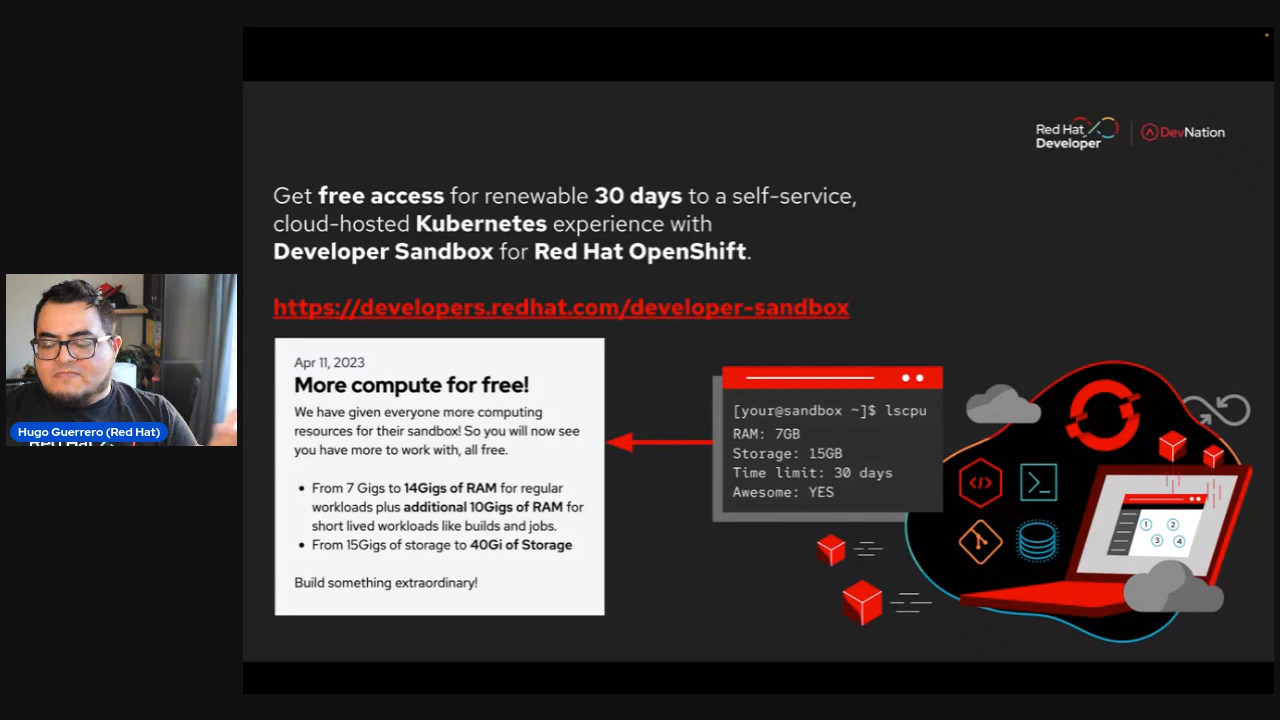 Red Hat
Developer
DevNation
Get free access for renewable 30 days to a self-service,
cloud-hosted Kubernetes experience with
Developer Sandbox for Red Hat OpenShift.
https://developers.redhat.com/developer-sandbox
Apr 11, 2023
More compute for free!
We have given everyone more computing
resources for their sandbox! So you will now see
you have more to work with, all free.
• From 7 Gigs to 14Gigs of RAM for regular
workloads plus additional 10Gigs of RAM for
short lived workloads like builds and jobs.
• From 15Gigs of storage to 40Gi of Storage
Build something extraordinary!
[your@sandbox ~]$ lscpu
RAM: 7GB
Storage: 15GB
Time limit: 30 days
Awesome: YES
</>
>_
1 2
3 4
Hugo Guerrero (Red Hat)